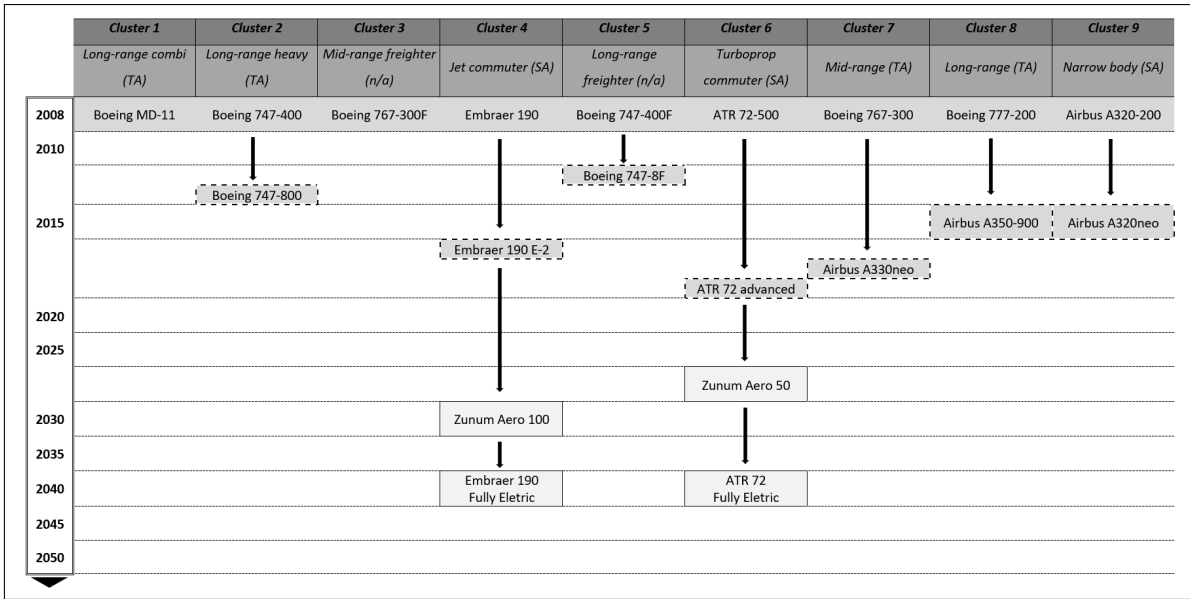 Cluster 1 Cluster 2 Cluster 3 Cluster 4 Cluster 5 Cluster 6 Cluster 7 Cluster 8 Cluster 9
Long-range combi (TA)
Long-range heavy (TA)
Mid-range freighter (n/a)
Jet commuter (SA)
Long-range freighter (n/a)
Turboprop commuter (SA)
Mid-range (TA)
Long-range (TA)
Narrow body (SA)
2008 Boeing MD-11 Boeing 747-400 Boeing 767-300F Embraer 190 Boeing 747-400F ATR 72-500 Boeing 767-300 Boeing 777-200 Airbus A320-200
2010
Boeing 747-8F
Boeing 747-800
2015 Airbus A350-900 Airbus A320neo
Embraer 190 E-2
Airbus A330neo
ATR 72 advanced
2020
2025
Zunum Aero 50
2030 Zunum Aero 100
2035
2040
Embraer 190
Fully Eletric
ATR 72
Fully Eletric
2045
2050